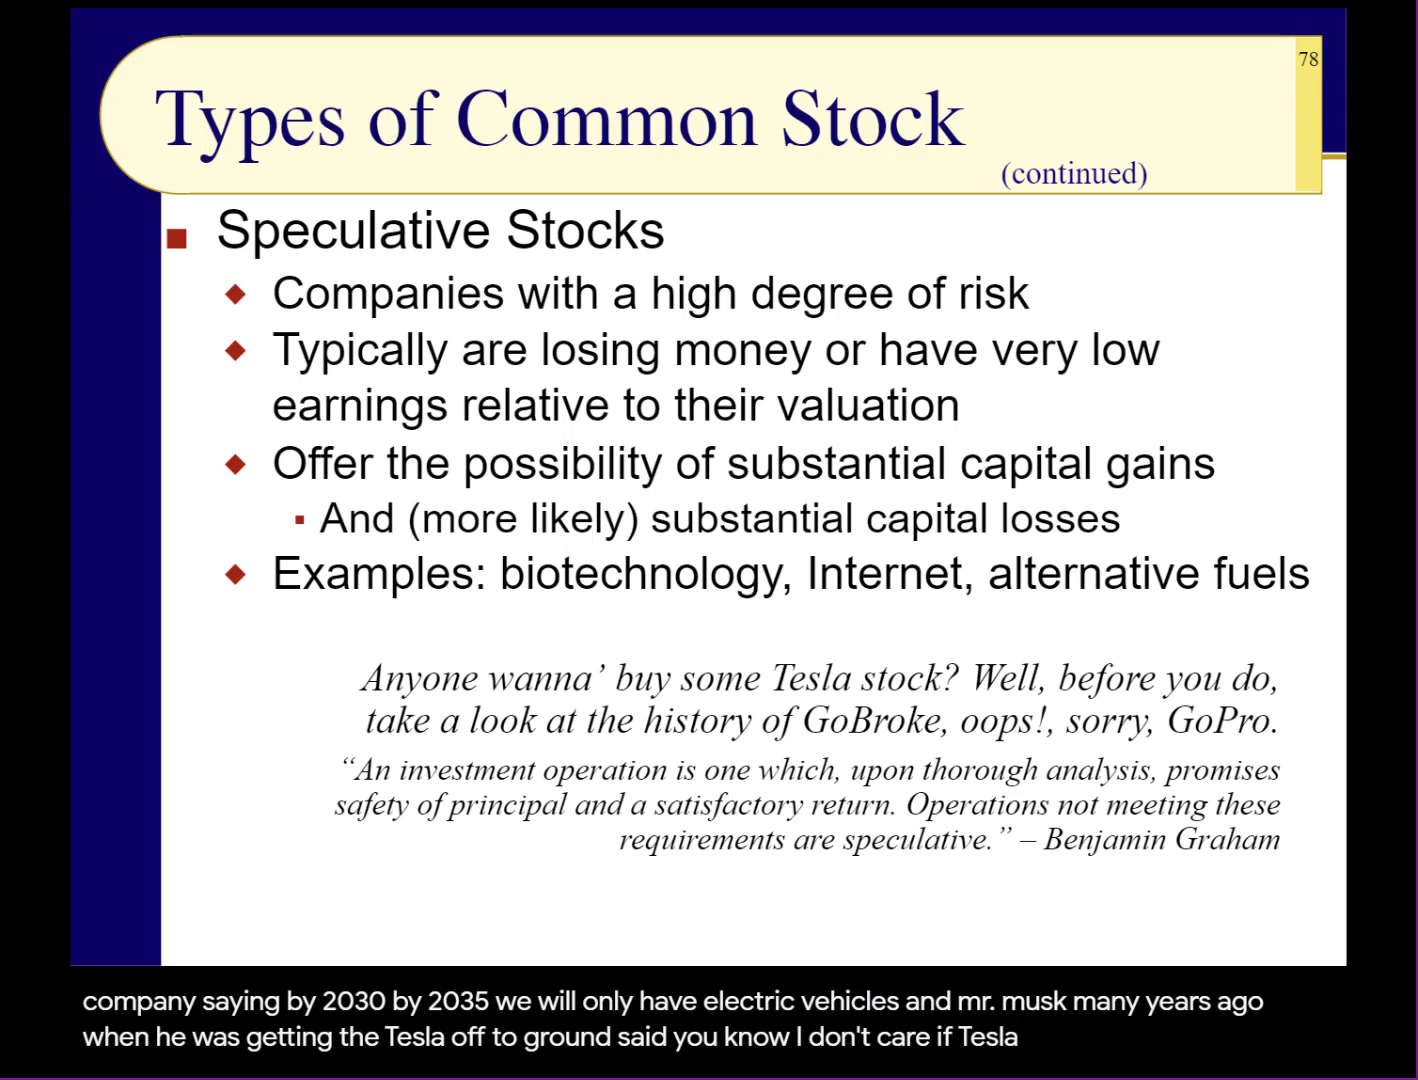 78
Types of Common Stock
(continued)
Speculative Stocks
Companies with a high degree of risk
Typically are losing money or have very low
earnings relative to their valuation
Offer the possibility of substantial capital gains
And (more likely) substantial capital losses
Examples: biotechnology, Internet, alternative fuels
Anyone wanna’ buy some Tesla stock? Well, before you do,
take a look at the history of GoBroke, oops!, sorry, GoPro.
“An investment operation is one which, upon thorough analysis, promises
safety of principal and a satisfactory return. Operations not meeting these
requirements are speculative.” – Benjamin Graham
company saying by 2030 by 2035 we will only have electric vehicles and mr. musk many years ago
when he was getting the Tesla off to ground said you know I don't care if Tesla